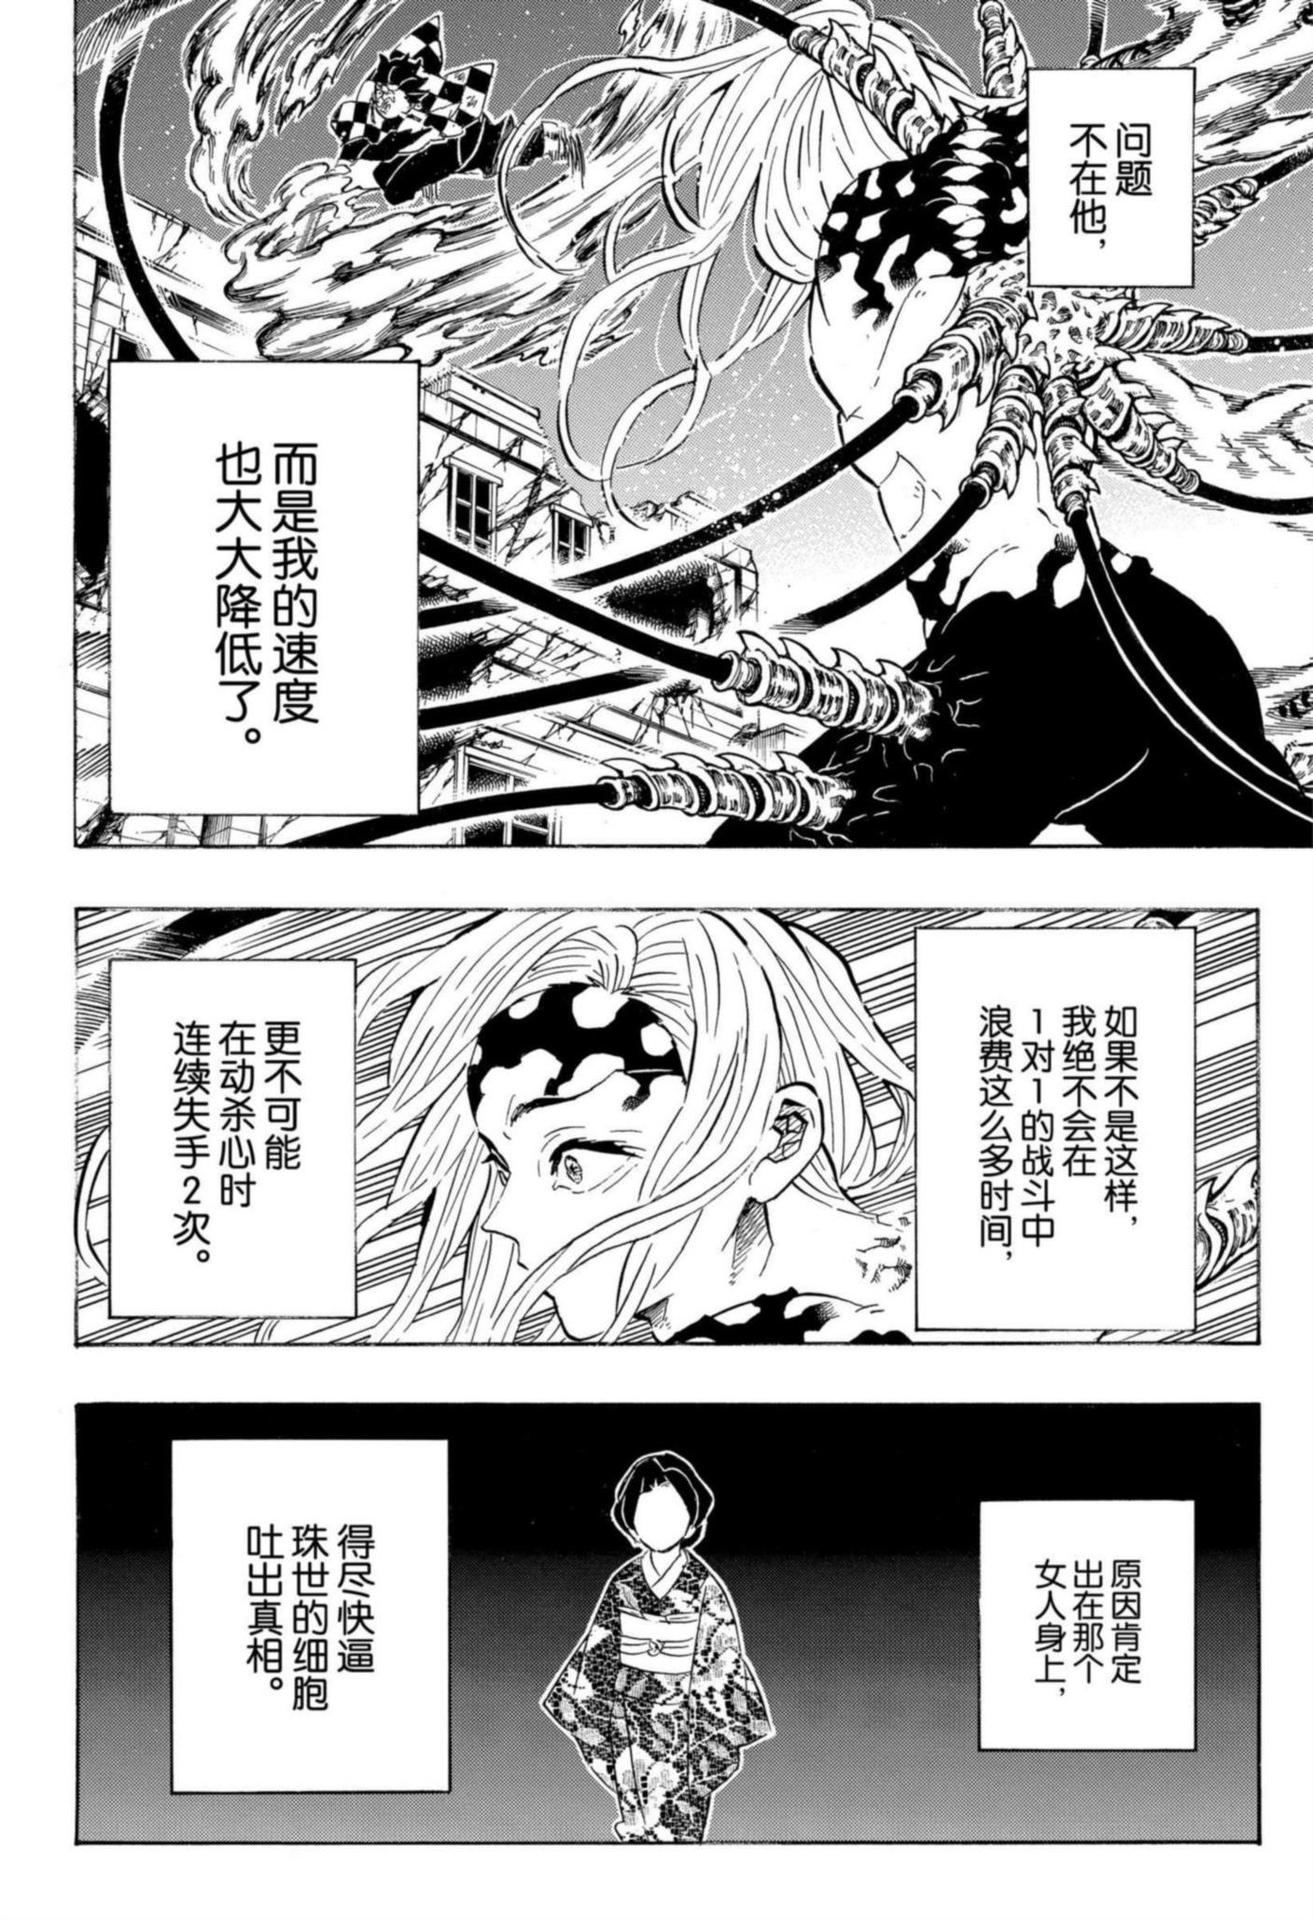 问题
不在他，
而是我的速度
也大大降低了。
如果不是这样，
我绝不会在
1对1的战斗中
浪费这么多时间，
更不可能
在动杀心时
连续失手2次。
原因肯定
出在那个
女人身上，
得尽快逼
珠世的细胞
吐出真相。